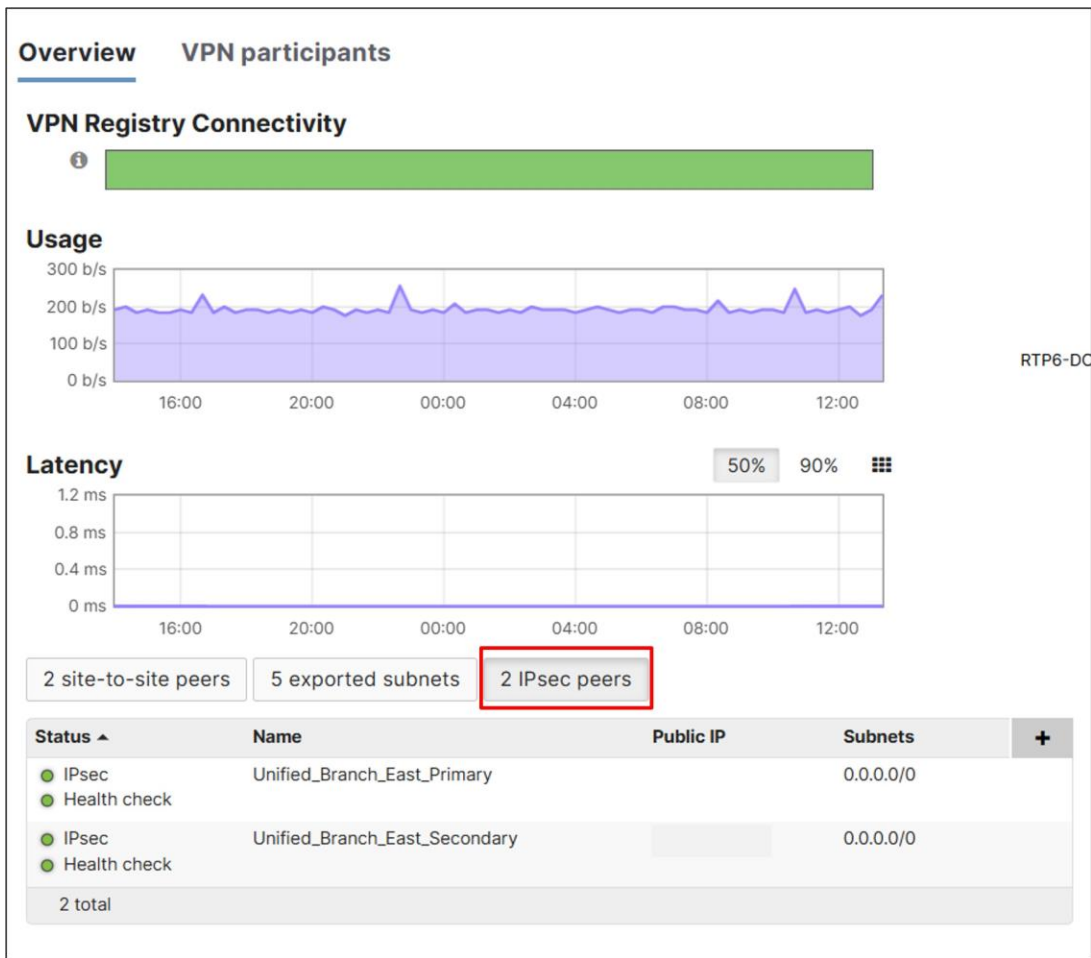 Overview VPN participants
VPN Registry Connectivity
Usage
300 b/s
200 b/s
100 b/s
0 b/s
16:00 20:00 00:00 04:00 08:00 12:00
RTP6-DC
Latency 50% 90%
1.2 ms
0.8 ms
0.4 ms
0 ms
16:00 20:00 00:00 04:00 08:00 12:00
2 site-to-site peers 5 exported subnets 2 IPsec peers
Status Name Public IP Subnets +
IPsec Unified_Branch_East_Primary 0.0.0.0/0
Health check
IPsec Unified_Branch_East_Secondary 0.0.0.0/0
Health check
2 total